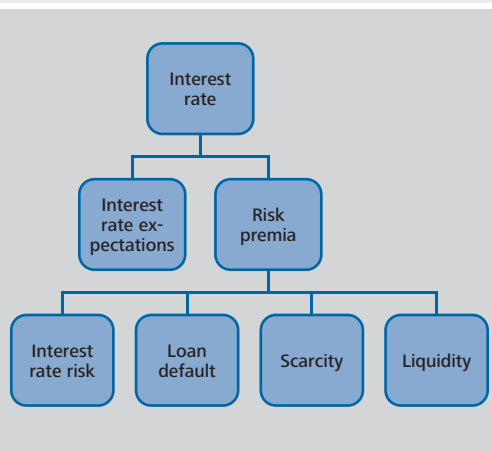 Interest
rate
Interest
rate ex-
pectations
Risk
premia
Interest
rate risk
Loan
default
Scarcity
Liquidity